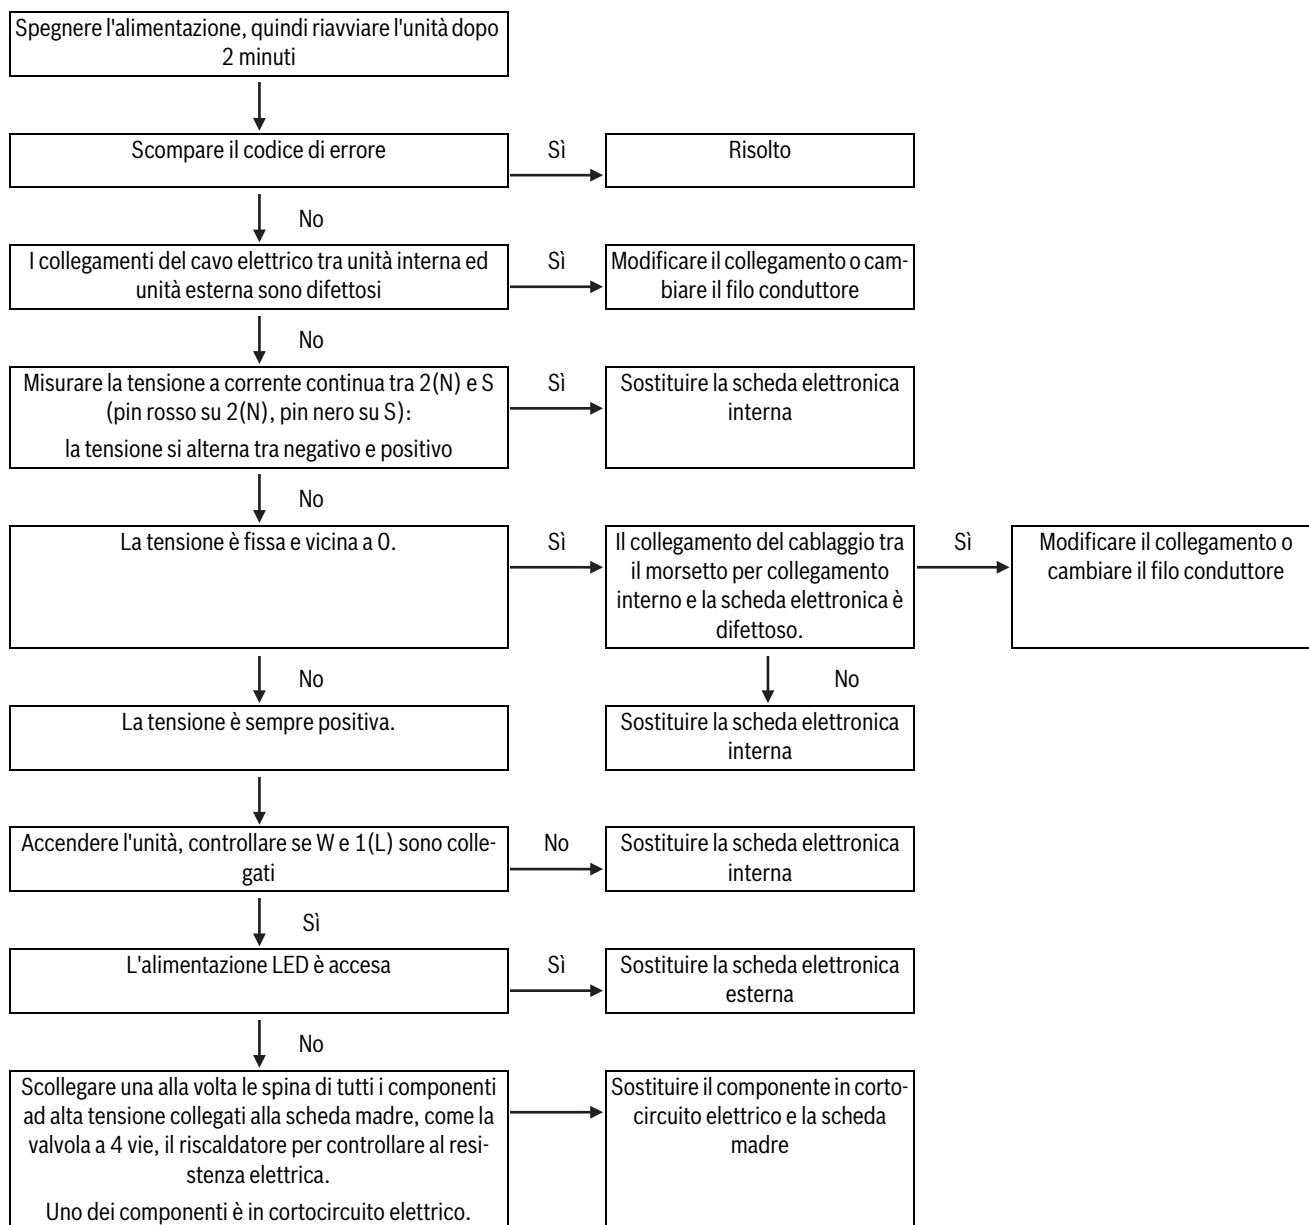 Spegnere l'alimentazione, quindi riavviare l'unità dopo
2 minuti
Scompare il codice di errore
Sì
Risolto
No
I collegamenti del cavo elettrico tra unità interna ed
unità esterna sono difettosi
Sì
Modificare il collegamento o cam-
biare il filo conduttore
No
Misurare la tensione a corrente continua tra 2(N) e S
(pin rosso su 2(N), pin nero su S):
la tensione si alterna tra negativo e positivo
Sì
Sostituire la scheda elettronica
interna
No
La tensione è fissa e vicina a 0.
Sì
Il collegamento del cablaggio tra
il morsetto per collegamento
interno e la scheda elettronica è
difettoso.
Sì
Modificare il collegamento o
cambiare il filo conduttore
No
No
La tensione è sempre positiva.
Sostituire la scheda elettronica
interna
Accendere l'unità, controllare se W e 1(L) sono colle-
gati
No
Sostituire la scheda elettronica
interna
Sì
L'alimentazione LED è accesa
Sì
Sostituire la scheda elettronica
esterna
No
Scollegare una alla volta le spina di tutti i componenti
ad alta tensione collegati alla scheda madre, come la
valvola a 4 vie, il riscaldatore per controllare al resi-
stenza elettrica.
Uno dei componenti è in cortocircuito elettrico.
Sostituire il componente in corto-
circuito elettrico e la scheda
madre